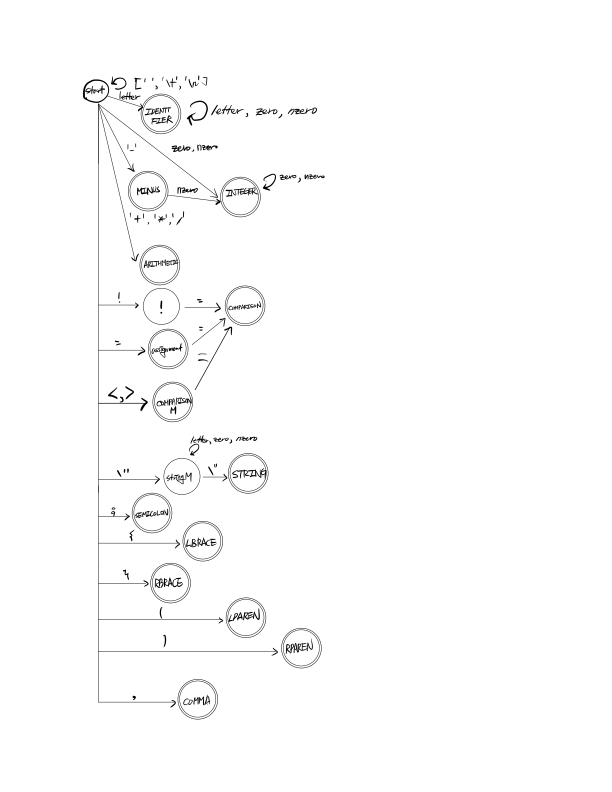 start
[' ', '\t', '\n']
letter
IDENTI
FIER
letter, zero, nzero
zero, nzero
'-'
MINUS
nzero
INTEGER
zero, nzero
'+', '*', '/
ARITHMETIC
!
!
=
COMPARISON
=
assignment
=
<,>
COMPARISON
M
=
letter, zero, nzero
\"
stringM
\"
STRING
;
SEMICOLON
{
LBRACE
}
RBRACE
(
LPAREN
)
RPAREN
,
COMMA